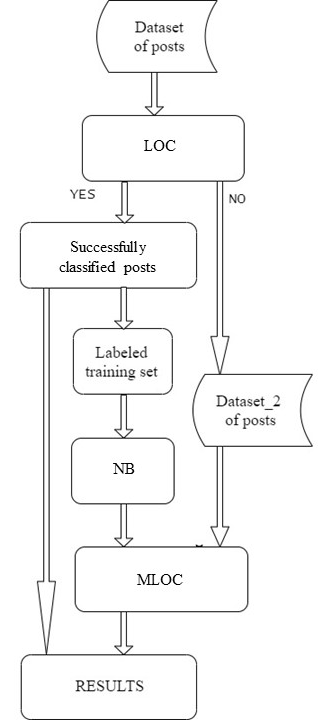 Dataset
of posts
LOC
YES
NO
Successfully
classified posts
Labeled
training set
Dataset_2
of posts
NB
MLOC
RESULTS